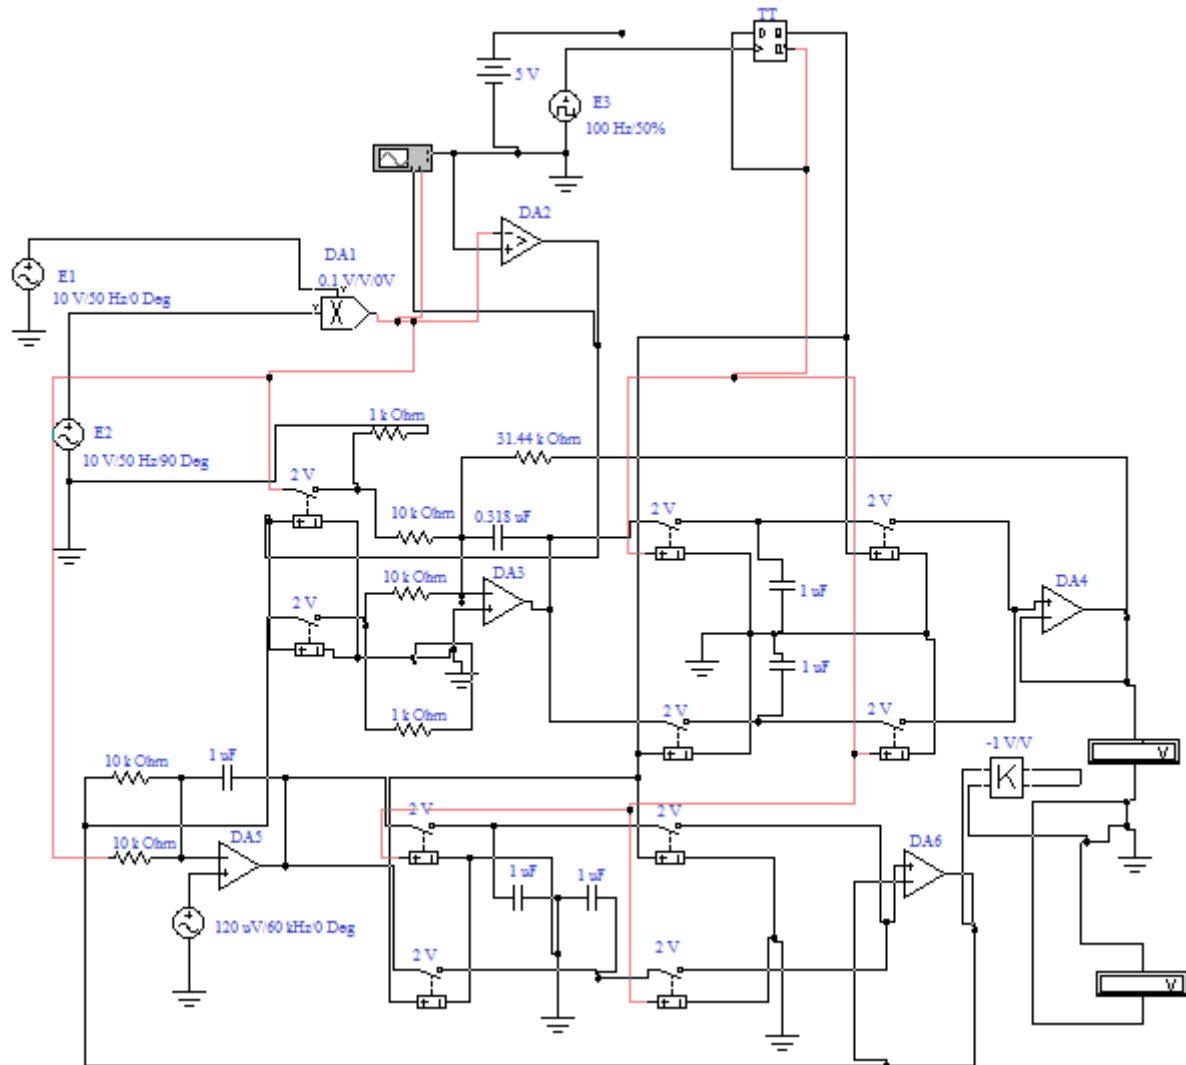 TT
D Q
Q'
5 V
E3
100 Hz/50%
DA2
DA1
0.1 V/V/0V
Y
X
E1
10 V/50 Hz/0 Deg
E2
10 V/50 Hz/90 Deg
1 k Ohm
31.44 k Ohm
2 V
10 k Ohm
0.318 uF
2 V
2 V
10 k Ohm
DA3
1 uF
DA4
2 V
1 uF
1 k Ohm
2 V
2 V
-1 V/V
K
V
10 k Ohm
1 uF
2 V
2 V
10 k Ohm
DA5
DA6
1 uF
1 uF
120 uV/60 kHz/0 Deg
2 V
2 V
V